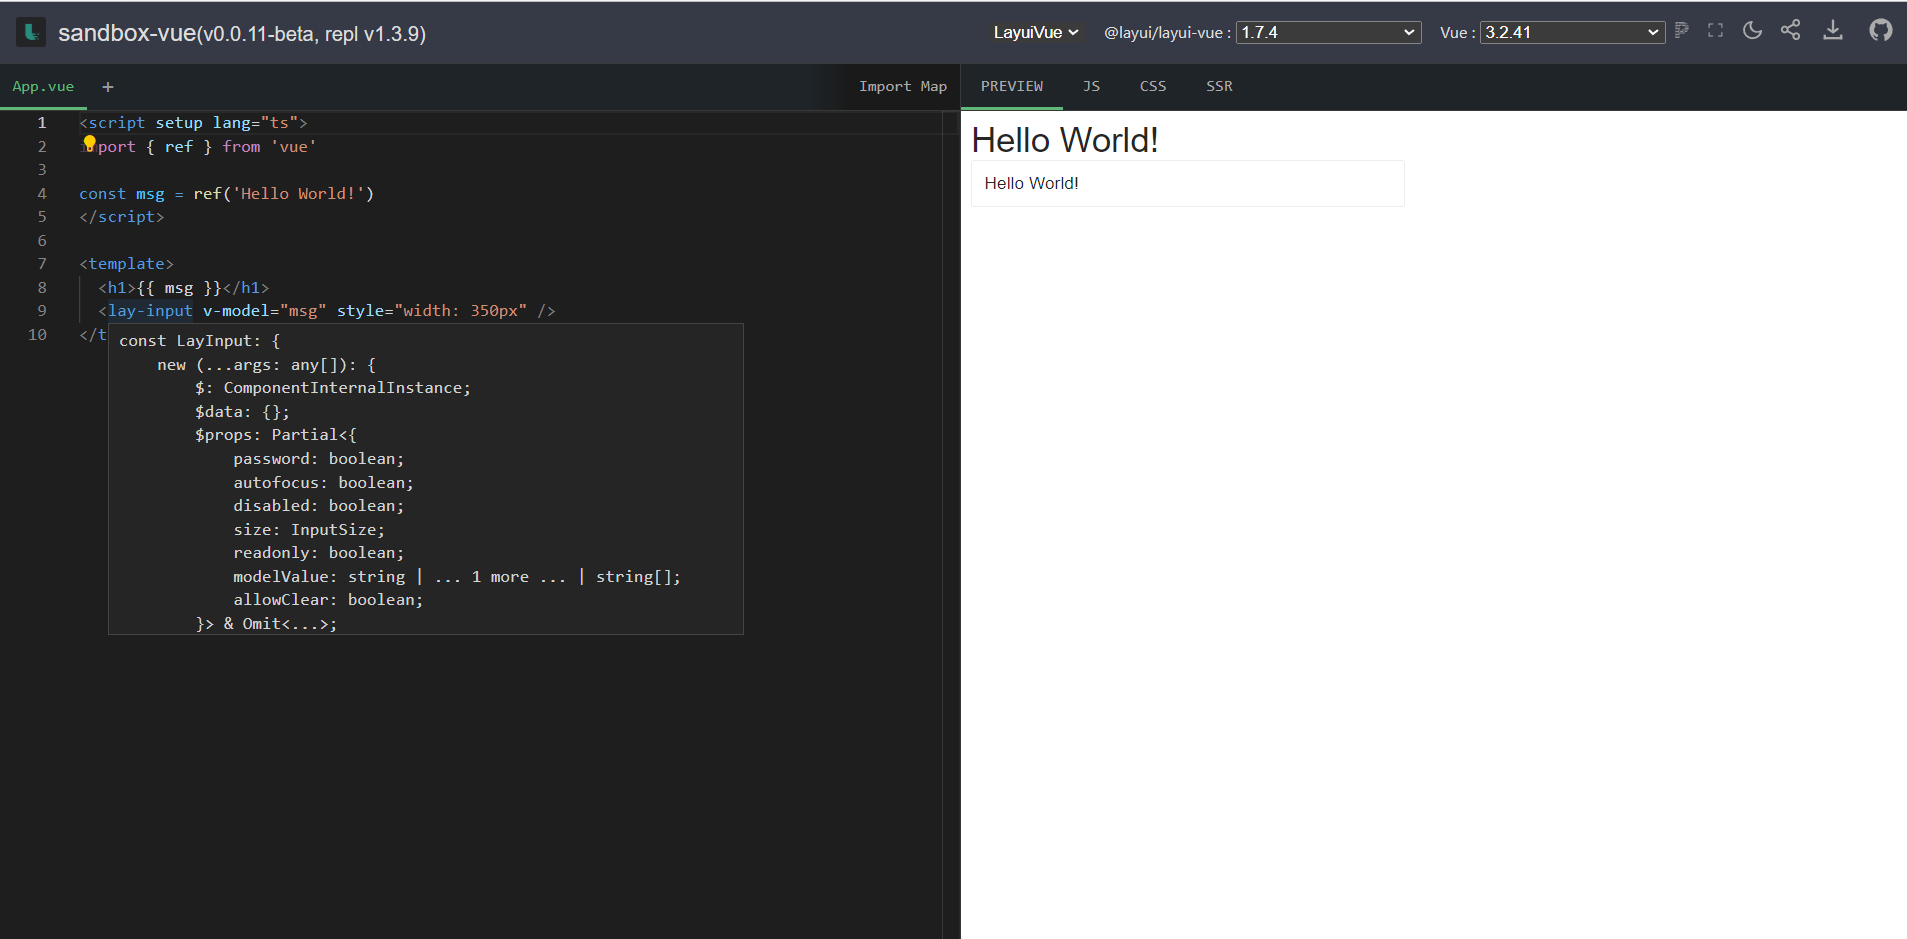 sandbox-vue(v0.0.11-beta, repl v1.3.9)
LayuiVue @layui/layui-vue : 1.7.4 Vue : 3.2.41
App.vue + Import Map
PREVIEW JS CSS SSR
1 <script setup lang="ts">
2 import { ref } from 'vue'
3
4 const msg = ref('Hello World!')
5 </script>
6
7 <template>
8 <h1>{{ msg }}</h1>
9 <lay-input v-model="msg" style="width: 350px" />
10 </t
const LayInput: {
new (...args: any[]): {
$: ComponentInternalInstance;
$data: {};
$props: Partial<{
password: boolean;
autofocus: boolean;
disabled: boolean;
size: InputSize;
readonly: boolean;
modelValue: string | ... 1 more ... | string[];
allowClear: boolean;
}> & Omit<...>;
Hello World!
Hello World!